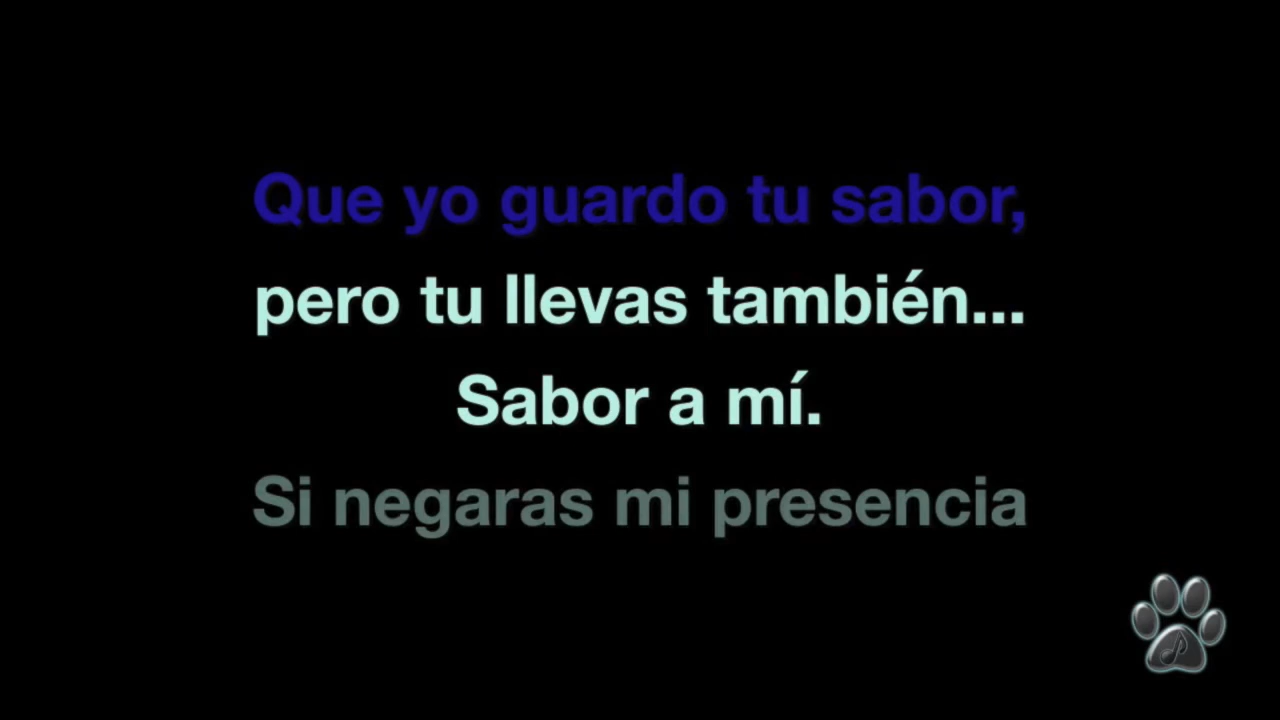 Que yo guardo tu sabor,
pero tu llevas también...
Sabor a mí.
Si negaras mi presencia